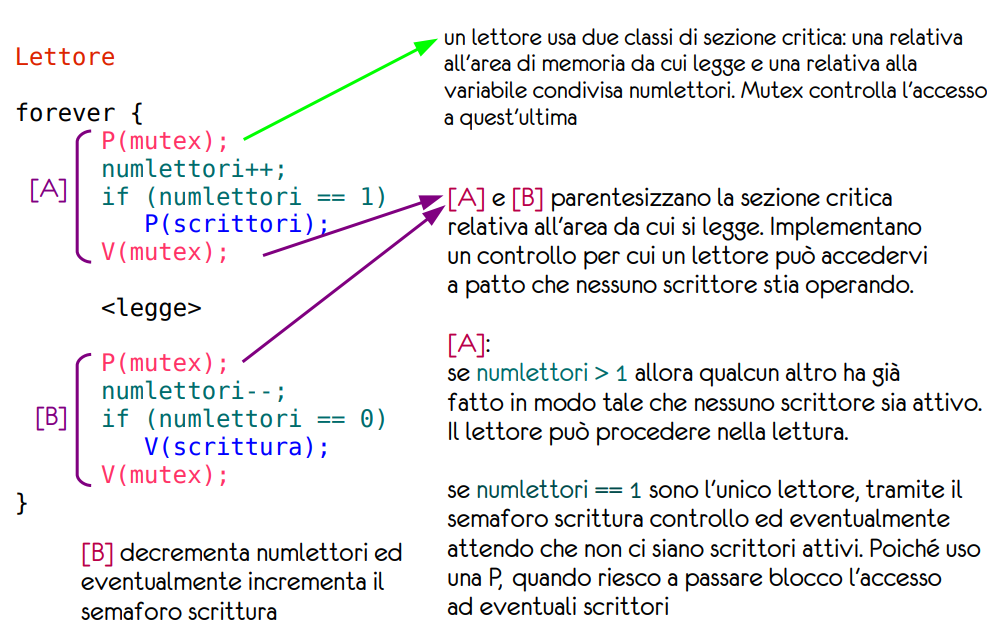 Lettore
forever {
P(mutex);
numlettori++;
if (numlettori == 1)
P(scrittori);
V(mutex);
[A]
<legge>
P(mutex);
numlettori--;
if (numlettori == 0)
V(scrittura);
V(mutex);
[B]
}
[B] decrementa numlettori ed
eventualmente incrementa il
semaforo scrittura
un lettore usa due classi di sezione critica: una relativa
all'area di memoria da cui legge e una relativa alla
variabile condivisa numlettori. Mutex controlla l'accesso
a quest'ultima
[A] e [B] parentesizzano la sezione critica
relativa all'area da cui si legge. Implementano
un controllo per cui un lettore può accedervi
a patto che nessuno scrittore stia operando.
[A]:
se numlettori > 1 allora qualcun altro ha già
fatto in modo tale che nessuno scrittore sia attivo.
Il lettore può procedere nella lettura.
se numlettori == 1 sono l'unico lettore, tramite il
semaforo scrittura controllo ed eventualmente
attendo che non ci siano scrittori attivi. Poiché uso
una P, quando riesco a passare blocco l'accesso
ad eventuali scrittori